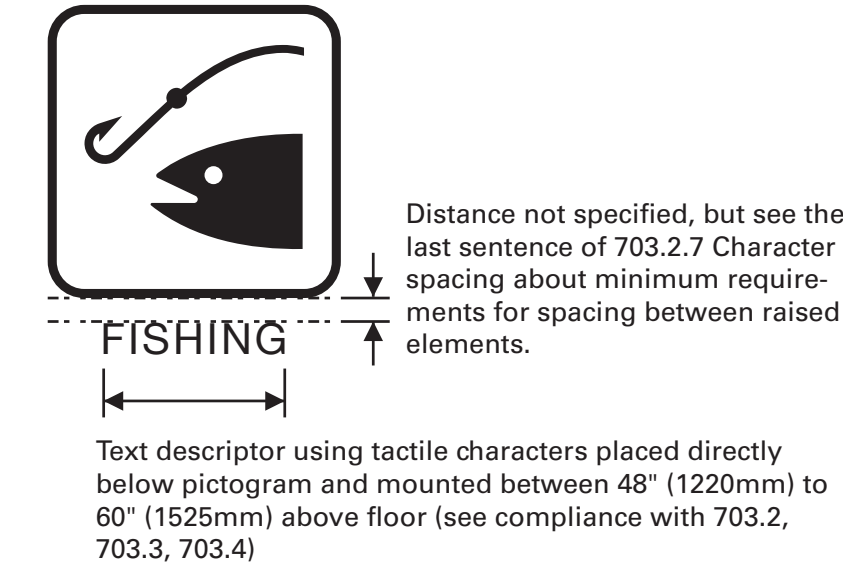 Distance not specified, but see the
last sentence of 703.2.7 Character
spacing about minimum require-
ments for spacing between raised
elements.
FISHING
Text descriptor using tactile characters placed directly
below pictogram and mounted between 48" (1220mm) to
60" (1525mm) above floor (see compliance with 703.2,
703.3, 703.4)